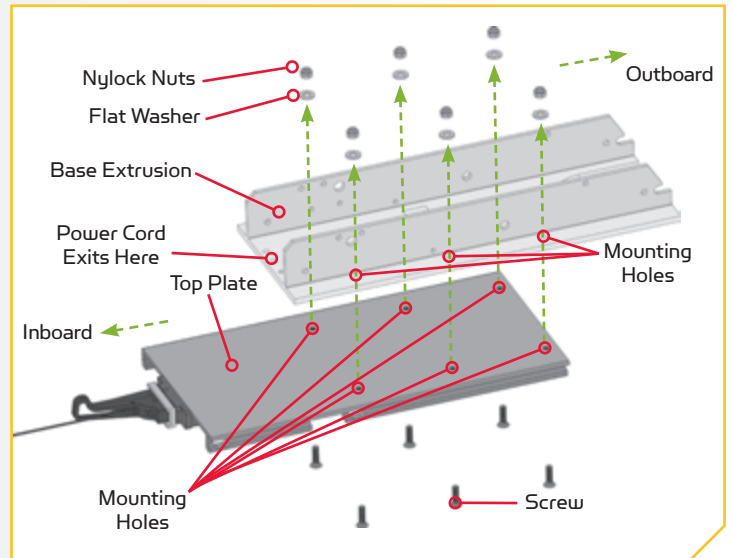 Nylock Nuts
Outboard
Flat Washer
Base Extrusion
Power Cord
Exits Here
Mounting
Holes
Top Plate
Inboard
Mounting
Holes
Screw